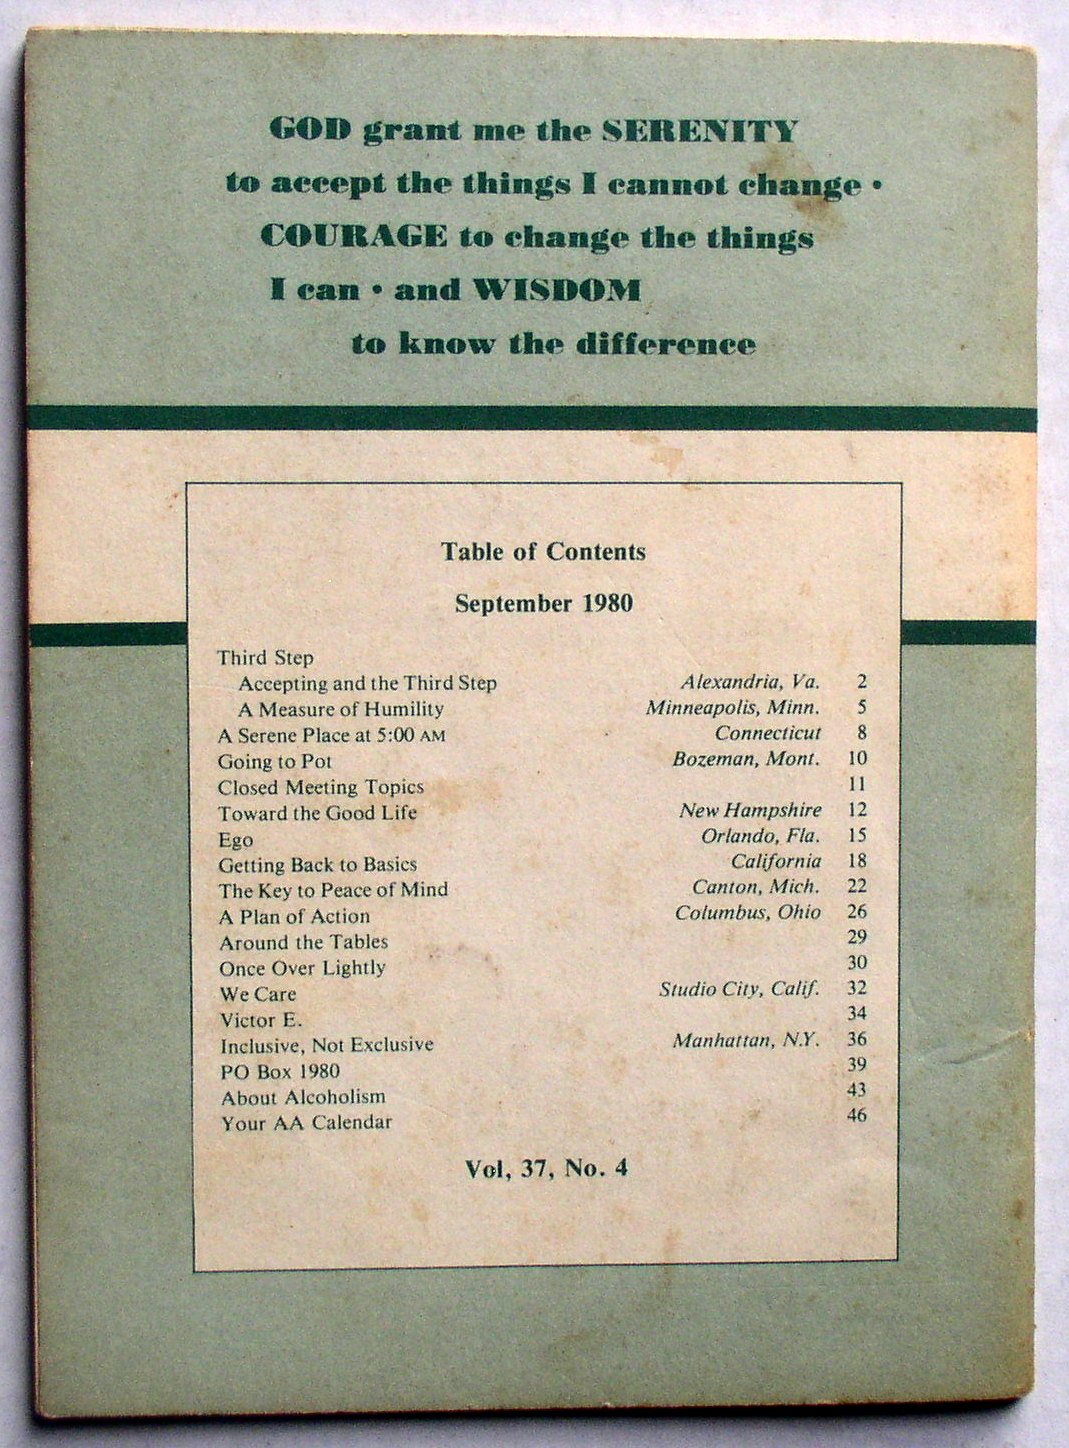 GOD grant me the SERENITY
to accept the things I cannot change •
COURAGE to change the things
I can • and WISDOM
to know the difference
Table of Contents
September 1980
Third Step
Accepting and the Third Step Alexandria, Va. 2
A Measure of Humility Minneapolis, Minn. 5
A Serene Place at 5:00 AM Connecticut 8
Going to Pot Bozeman, Mont. 10
Closed Meeting Topics 11
Toward the Good Life New Hampshire 12
Ego Orlando, Fla. 15
Getting Back to Basics California 18
The Key to Peace of Mind Canton, Mich. 22
A Plan of Action Columbus, Ohio 26
Around the Tables 29
Once Over Lightly 30
We Care Studio City, Calif. 32
Victor E. 34
Inclusive, Not Exclusive Manhattan, N.Y. 36
PO Box 1980 39
About Alcoholism 43
Your AA Calendar 46
Vol, 37, No. 4